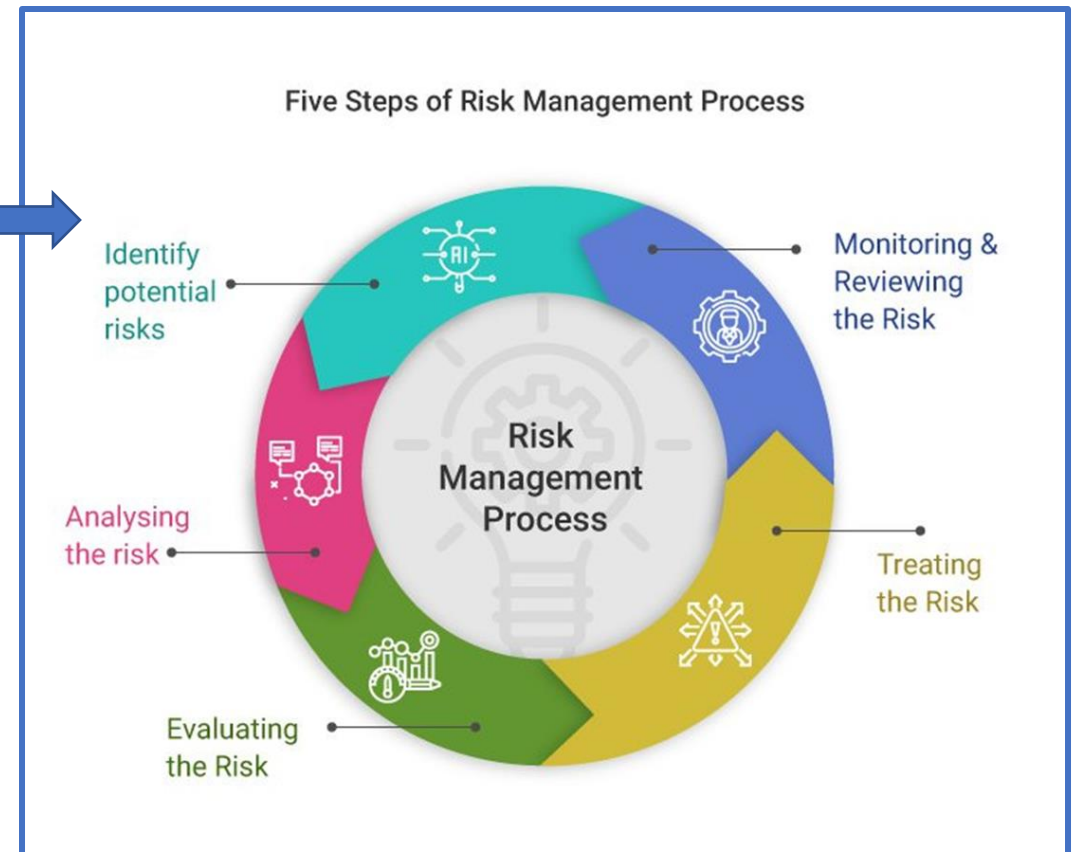 Five Steps of Risk Management Process
Identify
potential
risks
AI
Monitoring &
Reviewing
the Risk
Risk
Management
Process
Analysing
the risk
Treating
the Risk
Evaluating
the Risk